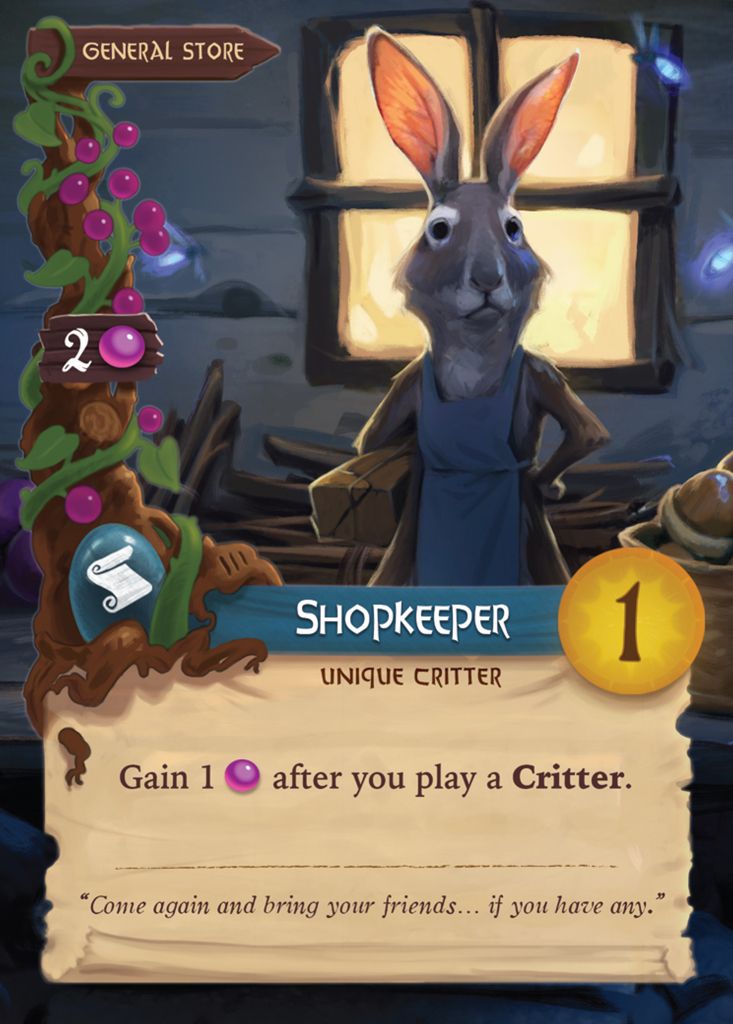 GENERAL STORE
2
SHOPKEEPER
1
UNIQUE CRITTER
Gain 1 after you play a Critter.
“Come again and bring your friends... if you have any.”